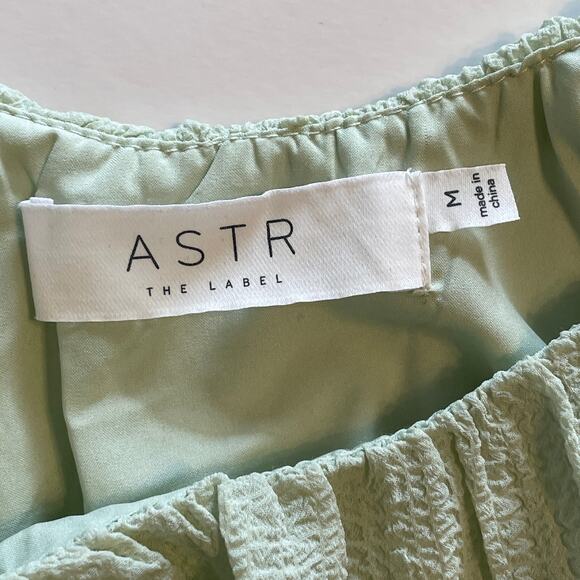 ASTR
THE LABEL
M
made in
china